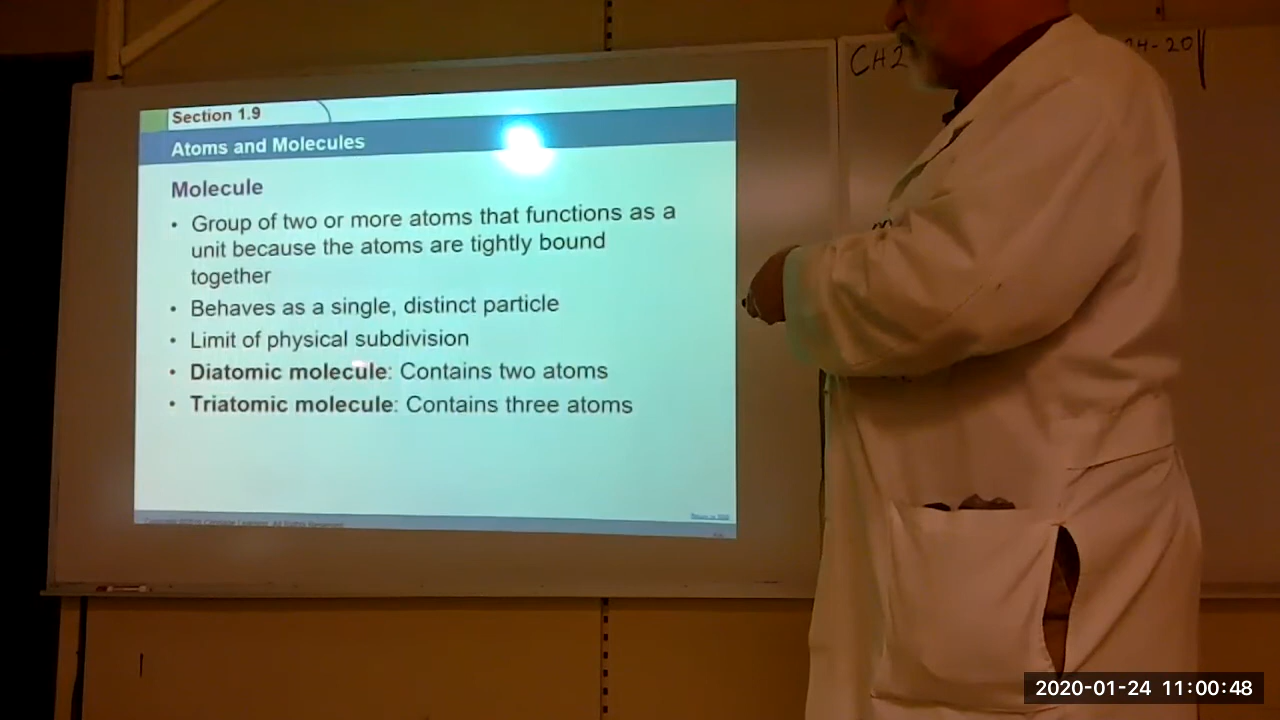 Section 1.9
Atoms and Molecules
Molecule
• Group of two or more atoms that functions as a
unit because the atoms are tightly bound
together
• Behaves as a single, distinct particle
• Limit of physical subdivision
• Diatomic molecule: Contains two atoms
• Triatomic molecule: Contains three atoms
CH2
4-20
2020-01-24 11:00:48